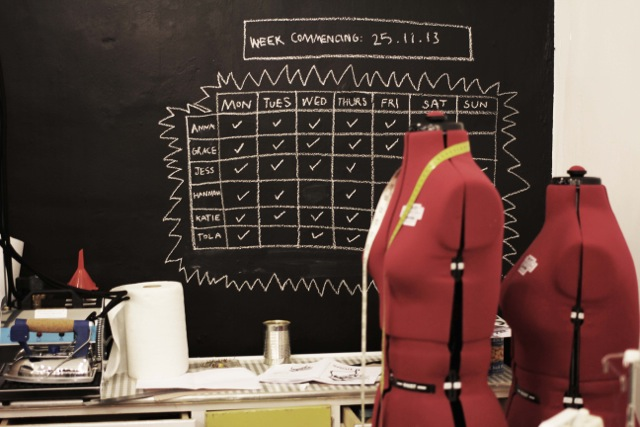 WEEK COMMENCING: 25.11.13
MON TUES WED THURS FRI SAT SUN
ANNA ✓ ✓ ✓ ✓ ✓
GRACE ✓ ✓ ✓ ✓ ✓
JESS ✓ ✓ ✓ ✓
HANNAH ✓ ✓ ✓
KATIE ✓ ✓ ✓ ✓
TOLA ✓ ✓ ✓ ✓